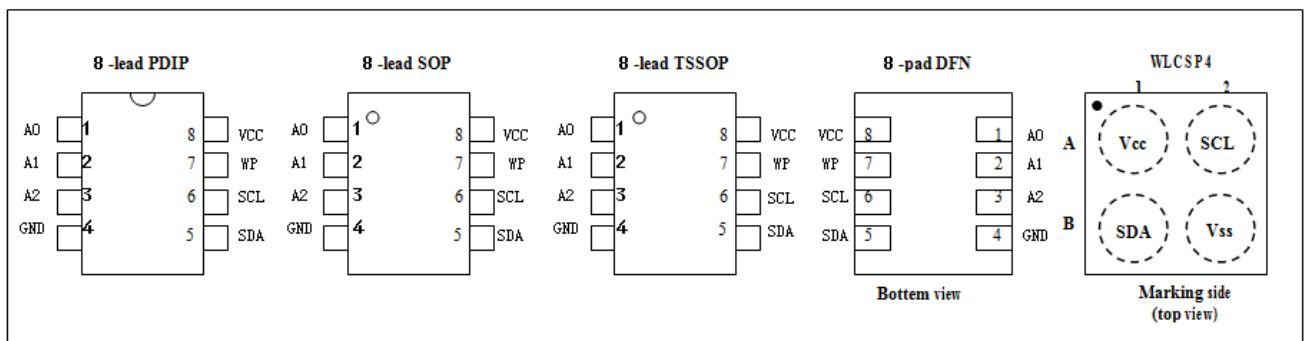 8 -lead PDIP
A0 1 8 VCC
A1 2 7 WP
A2 3 6 SCL
GND 4 5 SDA
8 -lead SOP
A0 1 8 VCC
A1 2 7 WP
A2 3 6 SCL
GND 4 5 SDA
8 -lead TSSOP
A0 1 8 VCC
A1 2 7 WP
A2 3 6 SCL
GND 4 5 SDA
8 -pad DFN
VCC 8 1 A0
WP 7 2 A1
SCL 6 3 A2
SDA 5 4 GND
Bottem view
WLCSP4
1 2
A Vcc SCL
B SDA Vss
Marking side
(top view)